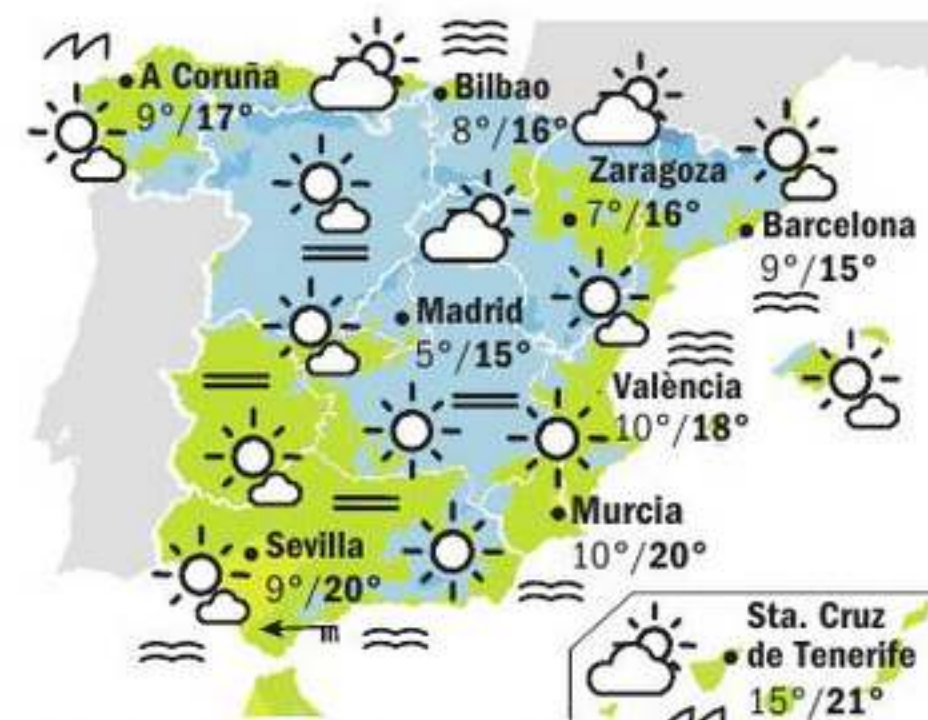 A Coruña
9°/17°
Bilbao
8°/16°
Zaragoza
7°/16°
Barcelona
9°/15°
Madrid
5°/15°
València
10°/18°
Murcia
10°/20°
Sevilla
9°/20°
Sta. Cruz
de Tenerife
15°/21°